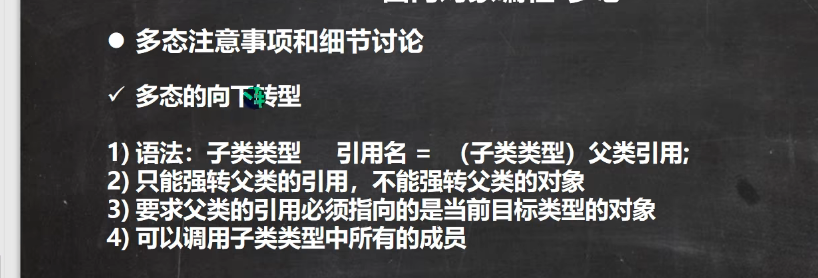 多态注意事项和细节讨论
多态的向下转型
1) 语法：子类类型 引用名 = （子类类型）父类引用;
2) 只能强转父类的引用，不能强转父类的对象
3) 要求父类的引用必须指向的是当前目标类型的对象
4) 可以调用子类类型中所有的成员